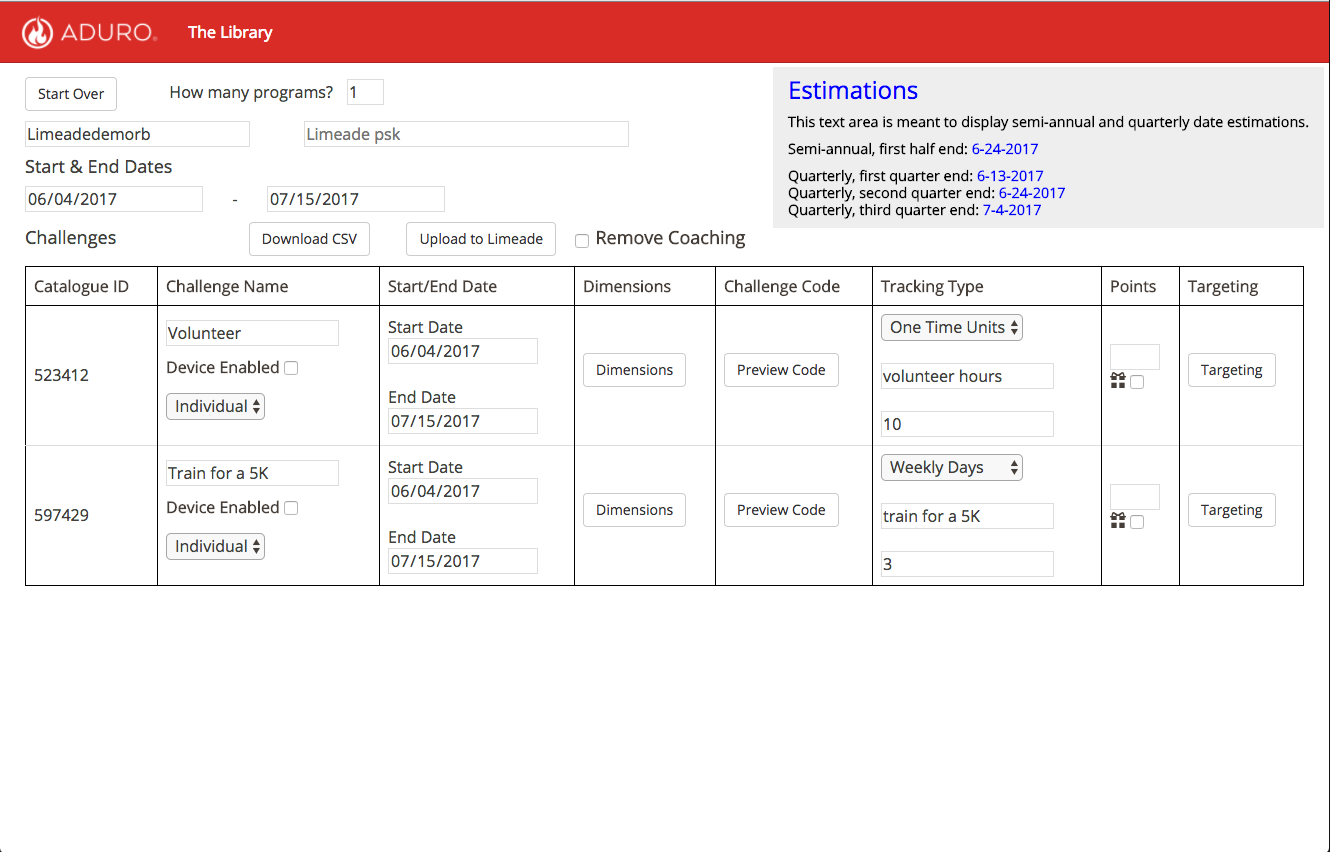 ADURO. The Library
Start Over How many programs? 1
Limeadedemorb Limeade psk
Start & End Dates
06/04/2017 - 07/15/2017
Estimations
This text area is meant to display semi-annual and quarterly date estimations.
Semi-annual, first half end: 6-24-2017
Quarterly, first quarter end: 6-13-2017
Quarterly, second quarter end: 6-24-2017
Quarterly, third quarter end: 7-4-2017
Challenges Download CSV Upload to Limeade Remove Coaching
Catalogue ID Challenge Name Start/End Date Dimensions Challenge Code Tracking Type Points Targeting
523412
Volunteer
Device Enabled
Individual
Start Date
06/04/2017
End Date
07/15/2017
Dimensions
Preview Code
One Time Units
volunteer hours
10
Targeting
597429
Train for a 5K
Device Enabled
Individual
Start Date
06/04/2017
End Date
07/15/2017
Dimensions
Preview Code
Weekly Days
train for a 5K
3
Targeting